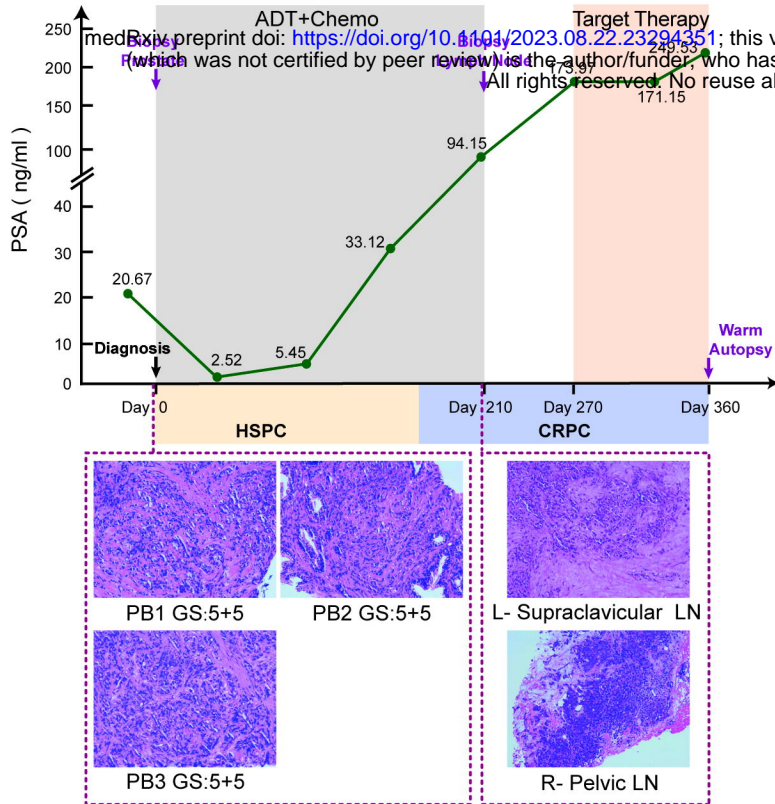 ADT+Chemo
Target Therapy
medRxiv preprint doi: https://doi.org/10.1101/2023.08.22.23294351; this v
(which was not certified by peer review) is the author/funder, who has
All rights reserved. No reuse al
Biopsy
Prostate
Biopsy
Lymph Node
250
200
150
100
40
30
20
10
0
PSA ( ng/ml )
20.67
2.52
5.45
33.12
94.15
173.97
171.15
249.53
Diagnosis
Warm
Autopsy
Day 0
Day 210
Day 270
Day 360
HSPC
CRPC
PB1 GS:5+5
PB2 GS:5+5
PB3 GS:5+5
L- Supraclavicular LN
R- Pelvic LN